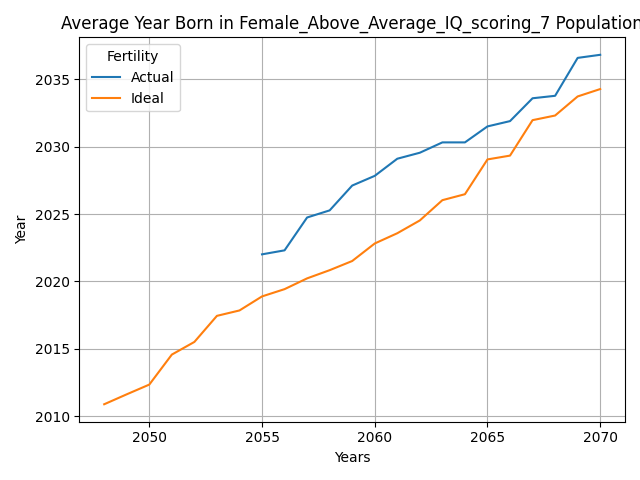 Average Year Born in Female_Above_Average_IQ_scoring_7 Population
Fertility
Actual
Ideal
Year
2035
2030
2025
2020
2015
2010
2050 2055 2060 2065 2070
Years